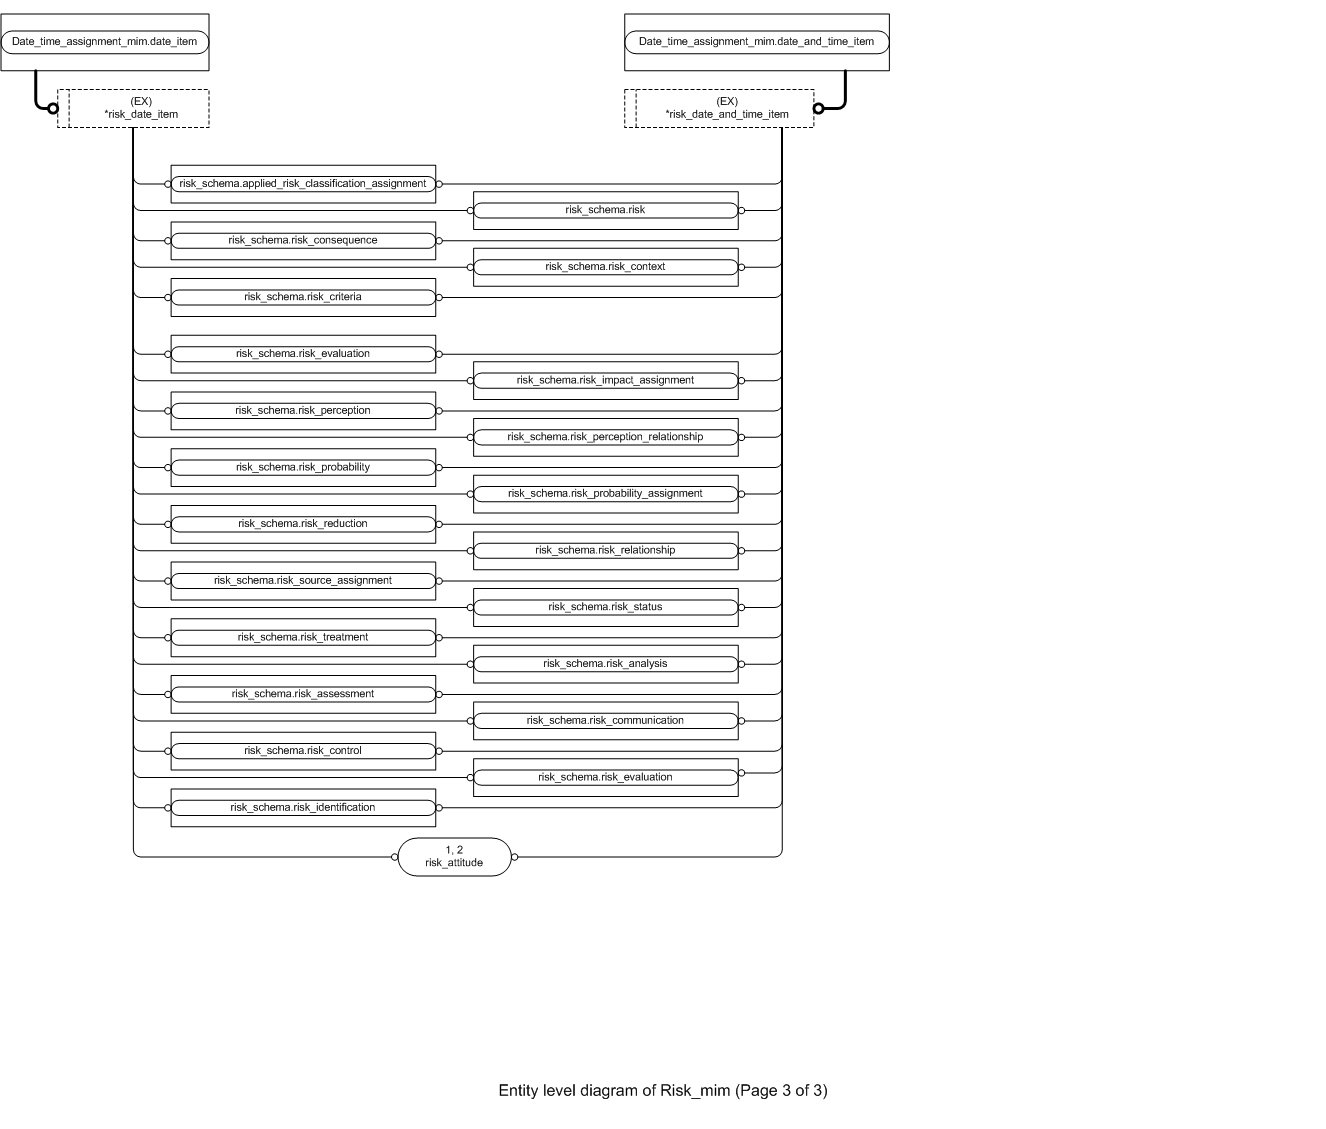 Date_time_assignment_mim.date_item
Date_time_assignment_mim.date_and_time_item
(EX)
*risk_date_item
(EX)
*risk_date_and_time_item
risk_schema.applied_risk_classification_assignment
risk_schema.risk
risk_schema.risk_consequence
risk_schema.risk_context
risk_schema.risk_criteria
risk_schema.risk_evaluation
risk_schema.risk_impact_assignment
risk_schema.risk_perception
risk_schema.risk_perception_relationship
risk_schema.risk_probability
risk_schema.risk_probability_assignment
risk_schema.risk_reduction
risk_schema.risk_relationship
risk_schema.risk_source_assignment
risk_schema.risk_status
risk_schema.risk_treatment
risk_schema.risk_analysis
risk_schema.risk_assessment
risk_schema.risk_communication
risk_schema.risk_control
risk_schema.risk_evaluation
risk_schema.risk_identification
1, 2
risk_attitude
Entity level diagram of Risk_mim (Page 3 of 3)